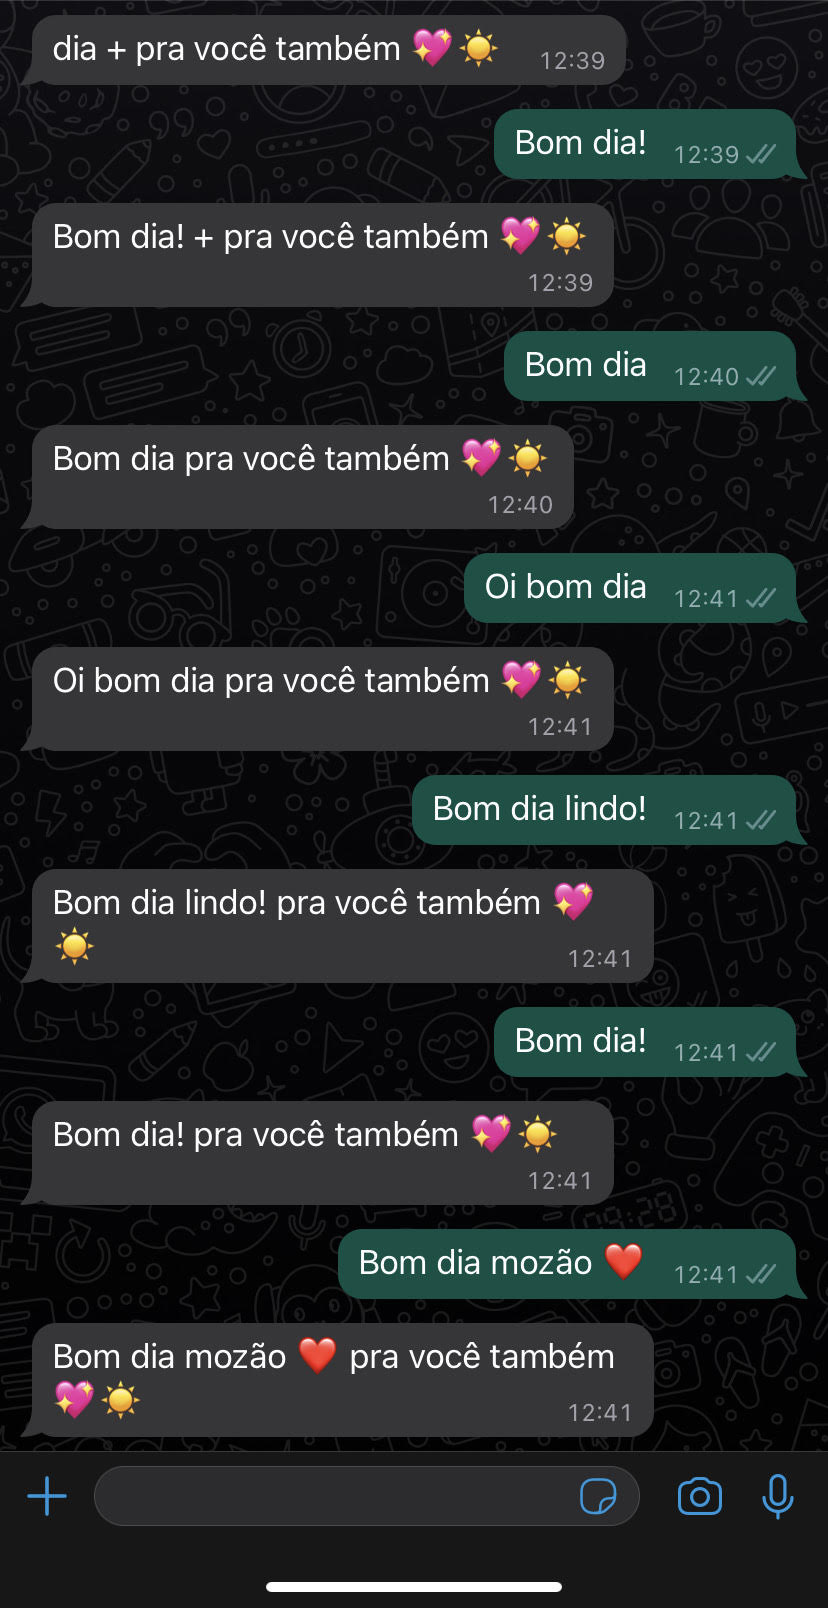 dia + pra você também 💖☀️ 12:39
Bom dia! 12:39
Bom dia! + pra você também 💖☀️
12:39
Bom dia 12:40
Bom dia pra você também 💖☀️
12:40
Oi bom dia 12:41
Oi bom dia pra você também 💖☀️
12:41
Bom dia lindo! 12:41
Bom dia lindo! pra você também 💖
☀️ 12:41
Bom dia! 12:41
Bom dia! pra você também 💖☀️
12:41
09:28
Bom dia mozão ❤️ 12:41
Bom dia mozão ❤️ pra você também
💖☀️ 12:41